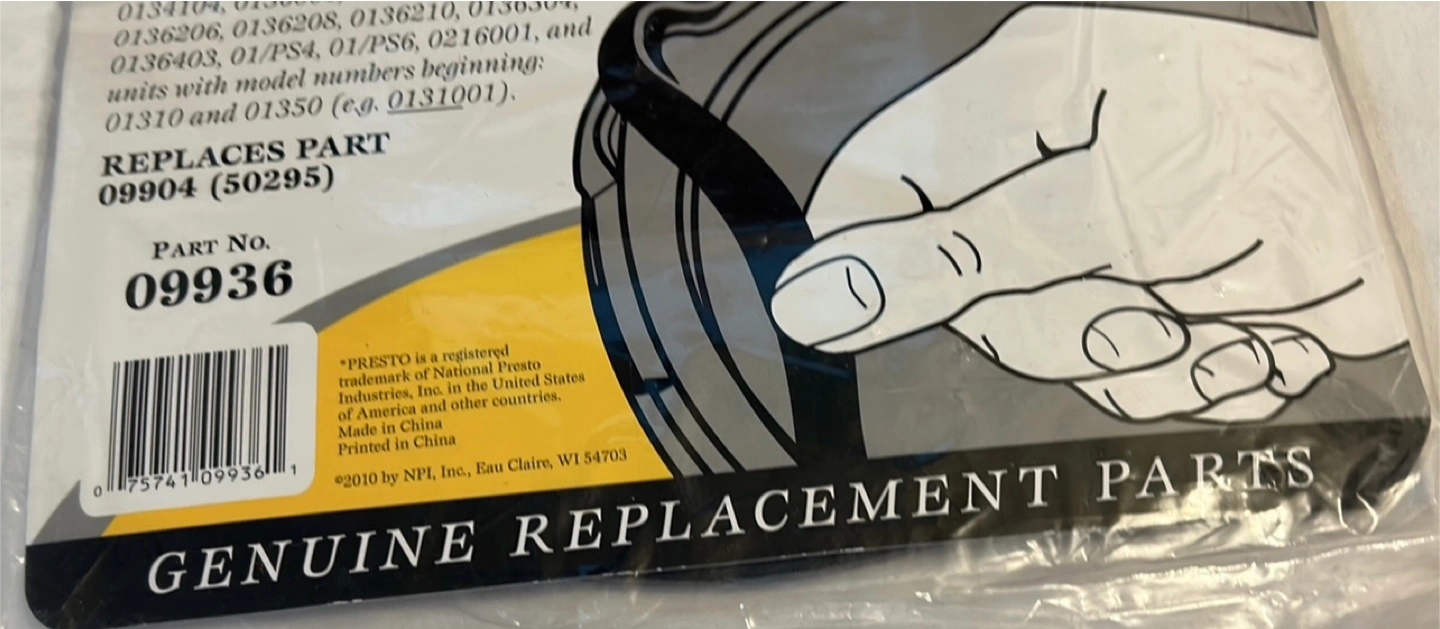 0136206, 0136208, 0136210, 0136304,
0136403, 01/PS4, 01/PS6, 0216001, and
units with model numbers beginning:
01310 and 01350 (e.g. 0131001).
REPLACES PART
09904 (50295)
PART NO.
09936
0 75741 09936 1
*PRESTO is a registered
trademark of National Presto
Industries, Inc. in the United States
of America and other countries.
Made in China
Printed in China
©2010 by NPI, Inc., Eau Claire, WI 54703
GENUINE REPLACEMENT PARTS